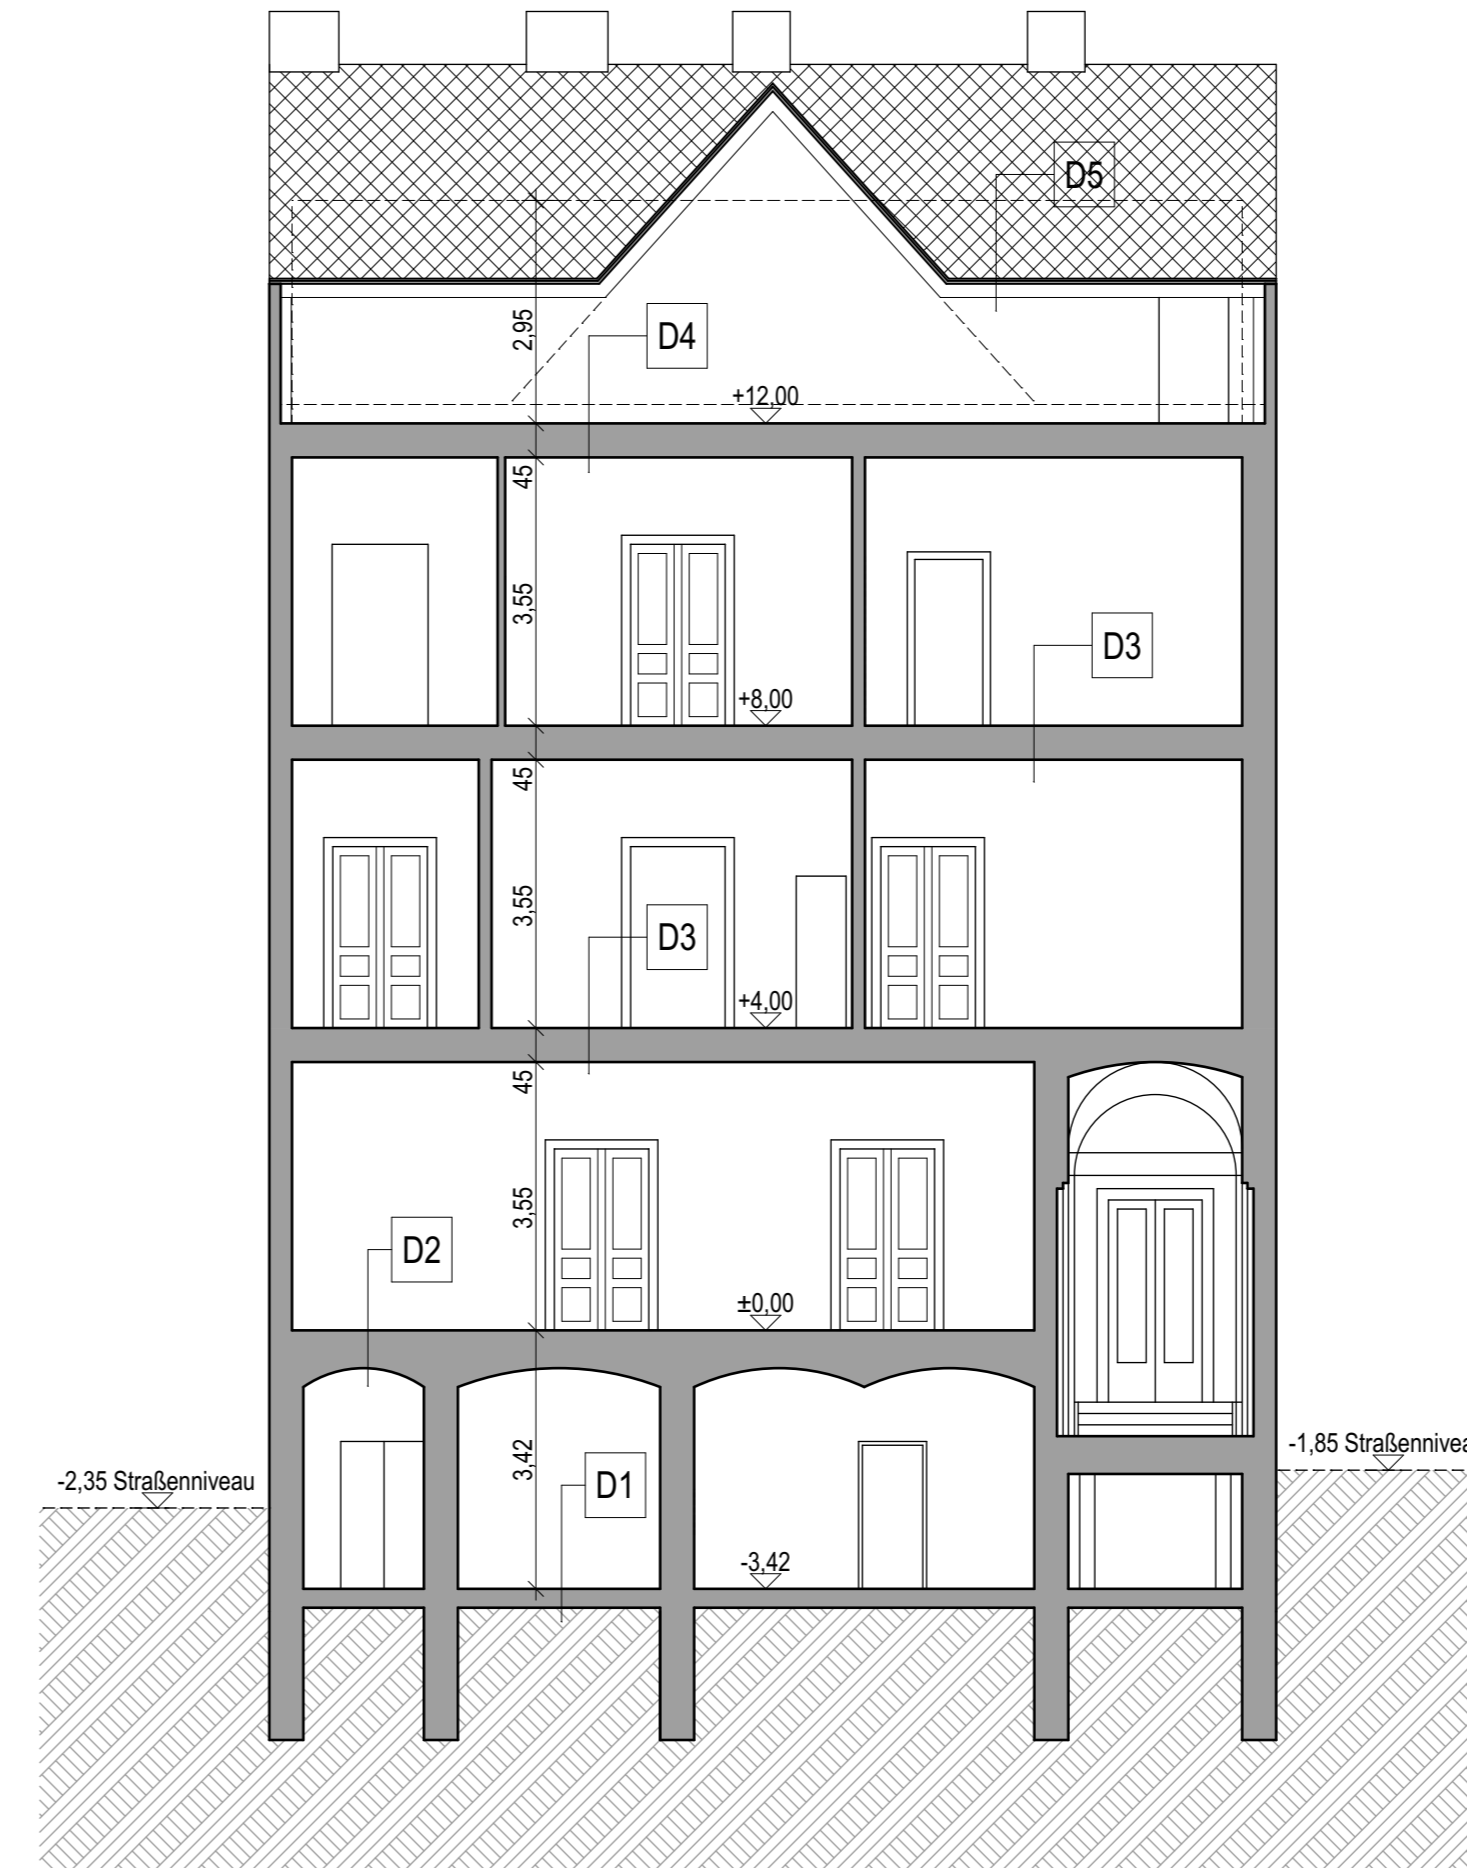 D5
2,95
D4
+12,00
45
3,55
D3
+8,00
45
3,55
D3
+4,00
45
3,55
D2
±0,00
-1,85 Straßennivea
3,42
-2,35 Straßenniveau
D1
-3,42